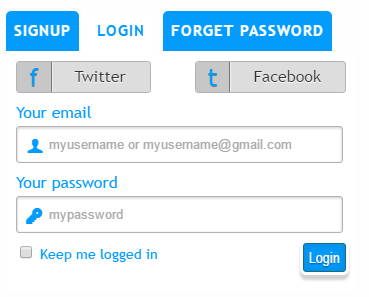 SIGNUP LOGIN FORGET PASSWORD
f Twitter t Facebook
Your email
myusername or myusername@gmail.com
Your password
mypassword
Keep me logged in Login